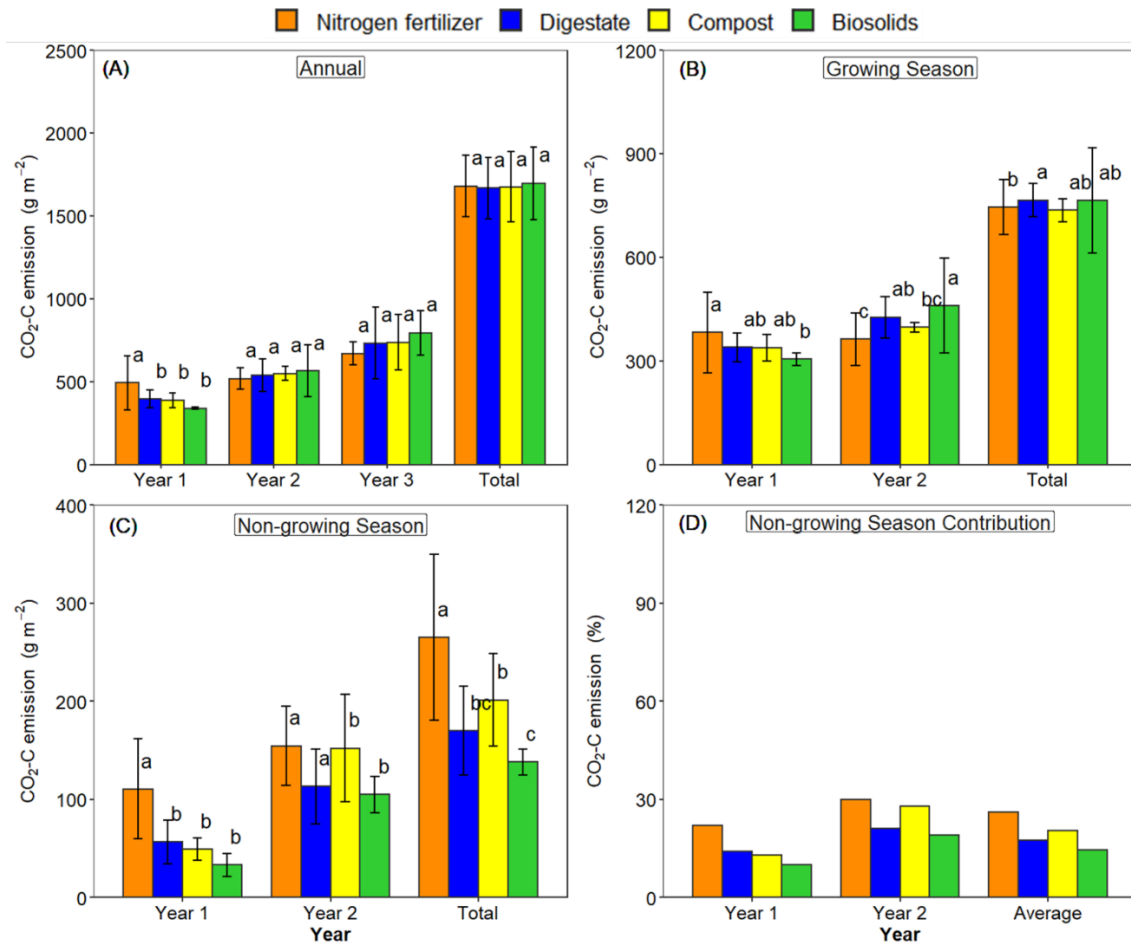 Nitrogen fertilizer Digestate Compost Biosolids
(A) Annual
CO₂-C emission (g m⁻²)
2500
2000
1500
1000
500
0
a b b b
a a a a
a a a a
a a a a
Year 1 Year 2 Year 3 Total
(B) Growing Season
CO₂-C emission (g m⁻²)
1200
900
600
300
0
a ab ab b
c ab bc a
b a ab ab
Year 1 Year 2 Total
(C) Non-growing Season
CO₂-C emission (g m⁻²)
400
300
200
100
0
a b b b
a a b b
a bc b c
Year 1 Year 2 Total
Year
(D) Non-growing Season Contribution
CO₂-C emission (%)
120
90
60
30
0
Year 1 Year 2 Average
Year